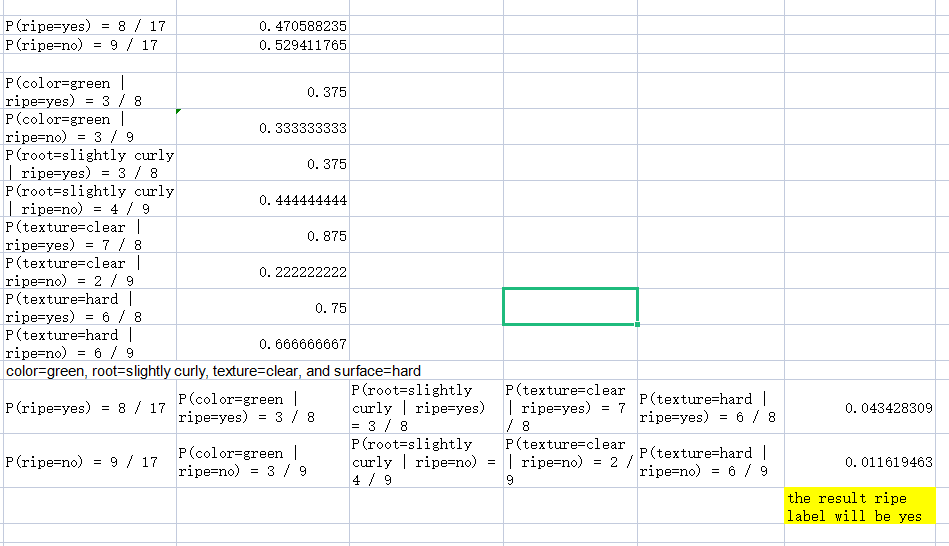 P(ripe=yes) = 8 / 17 0.470588235
P(ripe=no) = 9 / 17 0.529411765
P(color=green |
ripe=yes) = 3 / 8 0.375
P(color=green |
ripe=no) = 3 / 9 0.333333333
P(root=slightly curly
| ripe=yes) = 3 / 8 0.375
P(root=slightly curly
| ripe=no) = 4 / 9 0.444444444
P(texture=clear |
ripe=yes) = 7 / 8 0.875
P(texture=clear |
ripe=no) = 2 / 9 0.222222222
P(texture=hard |
ripe=yes) = 6 / 8 0.75
P(texture=hard |
ripe=no) = 6 / 9 0.666666667
color=green, root=slightly curly, texture=clear, and surface=hard
P(ripe=yes) = 8 / 17
P(color=green |
ripe=yes) = 3 / 8
P(root=slightly
curly | ripe=yes)
= 3 / 8
P(texture=clear
| ripe=yes) = 7
/ 8
P(texture=hard |
ripe=yes) = 6 / 8
0.043428309
P(ripe=no) = 9 / 17
P(color=green |
ripe=no) = 3 / 9
P(root=slightly
curly | ripe=no) =
4 / 9
P(texture=clear
| ripe=no) = 2 /
9
P(texture=hard |
ripe=no) = 6 / 9
0.011619463
the result ripe
label will be yes